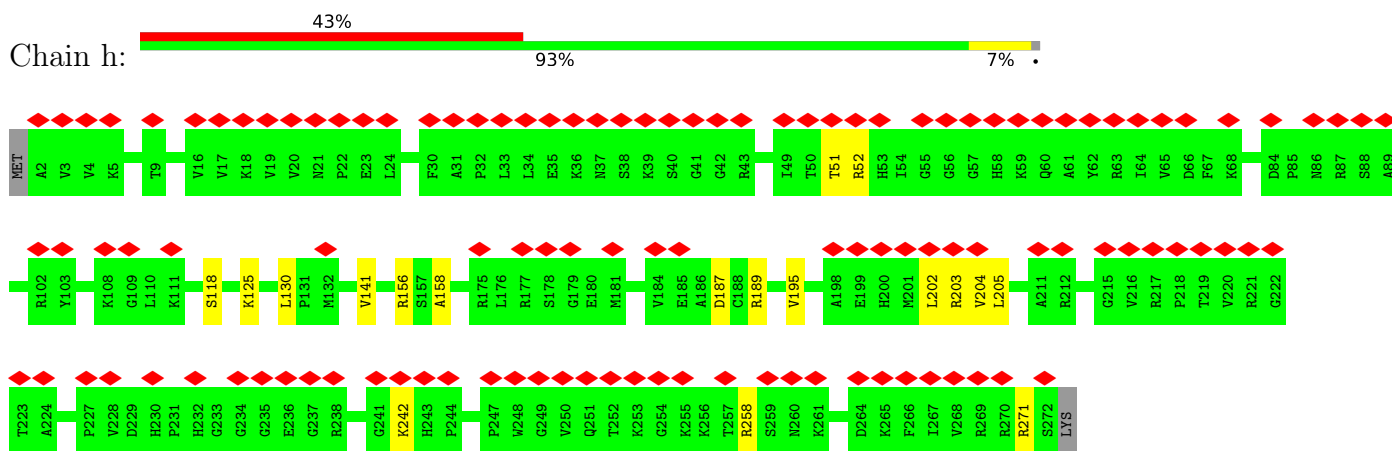 43%
Chain h:
93% 7% •
MET A2 V3 V4 K5 T9 V16 V17 K18 V19 V20 N21 P22 E23 L24 F30 A31 P32 L33 L34 E35 K36 N37 S38 K39 S40 G41 G42 R43 I49 T50 T51 R52 H53 I54 G55 G56 G57 H58 K59 Q60 A61 Y62 R63 I64 V65 D66 F67 K68 D84 P85 N86 R87 S88 A89
R102 Y103 K108 G109 L110 K111 S118 K125 L130 P131 M132 V141 R156 S157 A158 R175 L176 R177 S178 G179 E180 M181 V184 E185 A186 D187 C188 R189 V195 A198 E199 H200 M201 L202 R203 V204 L205 A211 R212 G215 V216 R217 P218 T219 V220 R221 G222
T223 A224 P227 V228 D229 H230 P231 H232 G233 G234 G235 E236 G237 R238 G241 K242 H243 P244 P247 W248 G249 V250 Q251 T252 K253 G254 K255 K256 T257 R258 S259 N260 K261 D264 K265 F266 I267 V268 R269 R270 R271 S272 LYS